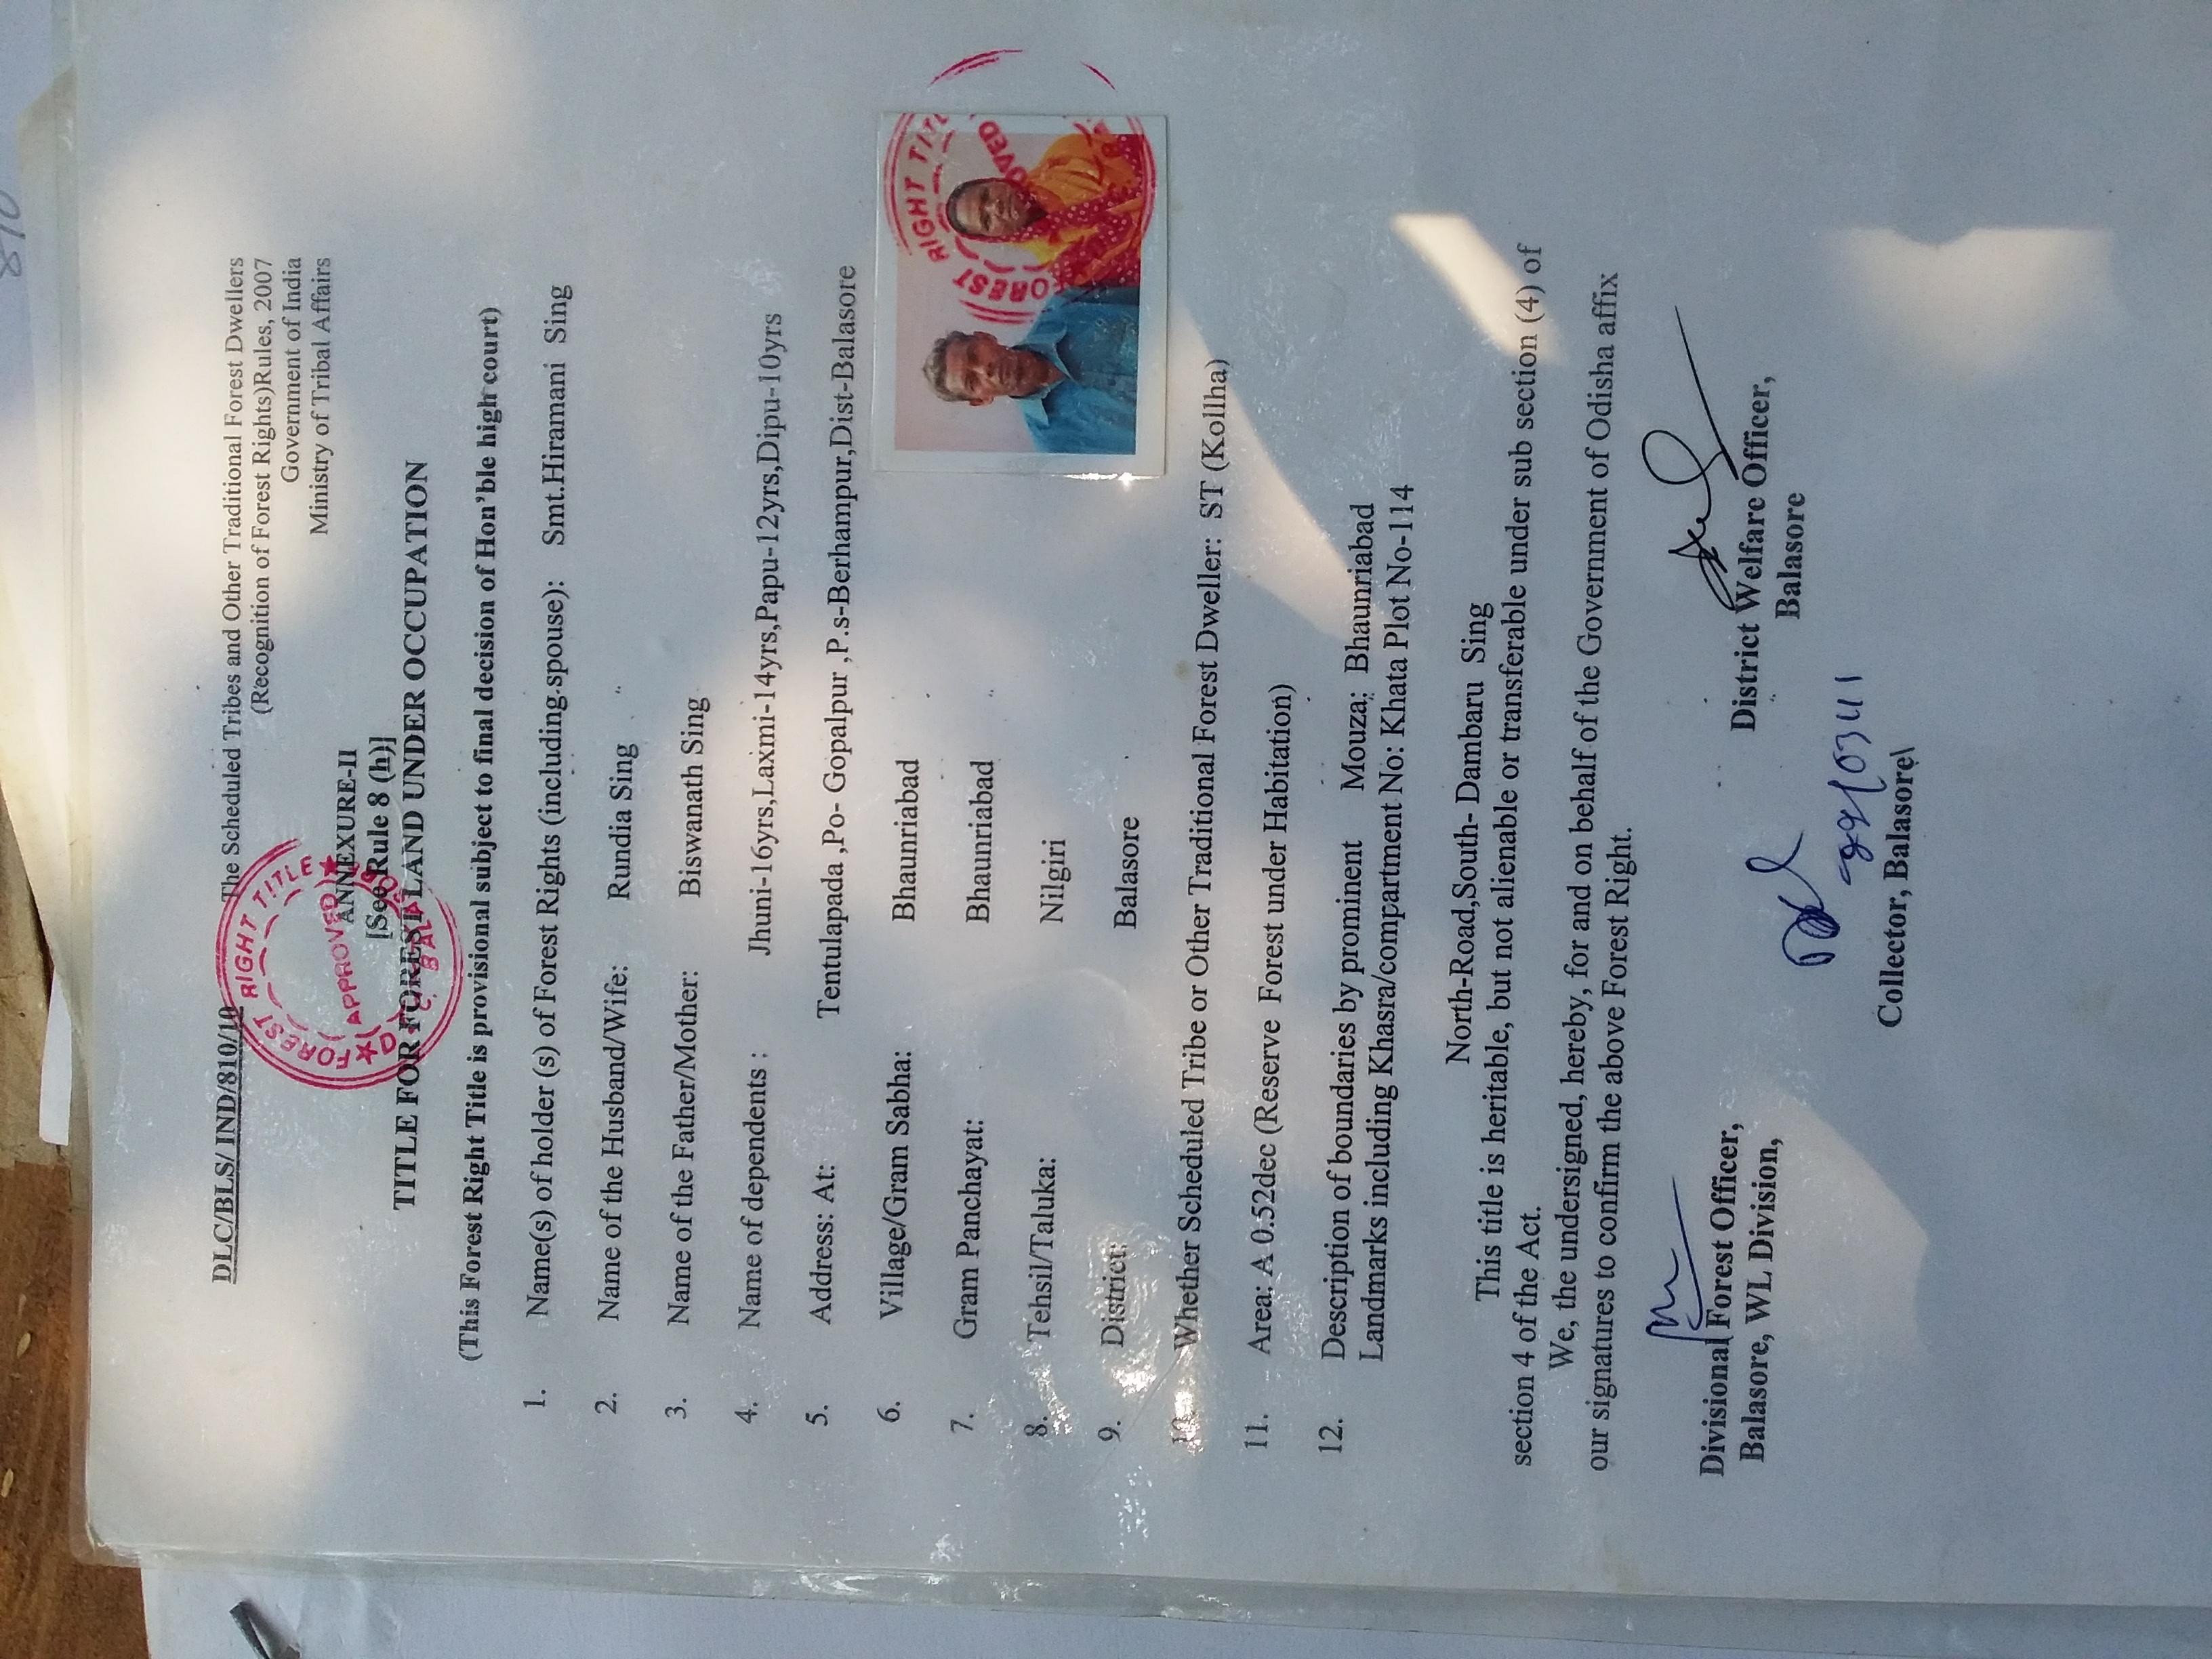 810
DLC/BLS/ IND/810/10
The Scheduled Tribes and Other Traditional Forest Dwellers
(Recognition of Forest Rights)Rules, 2007
Government of India
Ministry of Tribal Affairs
FOREST RIGHT TITLE
APPROVED
ANNEXURE-II
[See Rule 8 (h)]
TITLE FOR FOREST LAND UNDER OCCUPATION
(This Forest Right Title is provisional subject to final decision of Hon'ble high court)
1. Name(s) of holder (s) of Forest Rights (including spouse): Smt.Hiramani Sing
2. Name of the Husband/Wife: Rundia Sing
3. Name of the Father/Mother: Biswanath Sing
4. Name of dependents : Jhuni-16yrs,Laxmi-14yrs,Papu-12yrs,Dipu-10yrs
5. Address: At: Tentulapada ,Po- Gopalpur ,P.s-Berhampur,Dist-Balasore
6. Village/Gram Sabha: Bhaunriabad
7. Gram Panchayat: Bhaunriabad
8. Tehsil/Taluka: Nilgiri
9. District: Balasore
FOREST RIGHT
10. Whether Scheduled Tribe or Other Traditional Forest Dweller: ST (Kollha)
11. Area: A 0.52dec (Reserve Forest under Habitation)
12. Description of boundaries by prominent Mouza: Bhaunriabad
Landmarks including Khasra/compartment No: Khata Plot No-114
North-Road,South- Dambaru Sing
This title is heritable, but not alienable or transferable under sub section (4) of
section 4 of the Act.
We, the undersigned, hereby, for and on behalf of the Government of Odisha affix
our signatures to confirm the above Forest Right.
Divisional Forest Officer,
Balasore, WL Division,
District Welfare Officer,
Balasore
Collector, Balasore